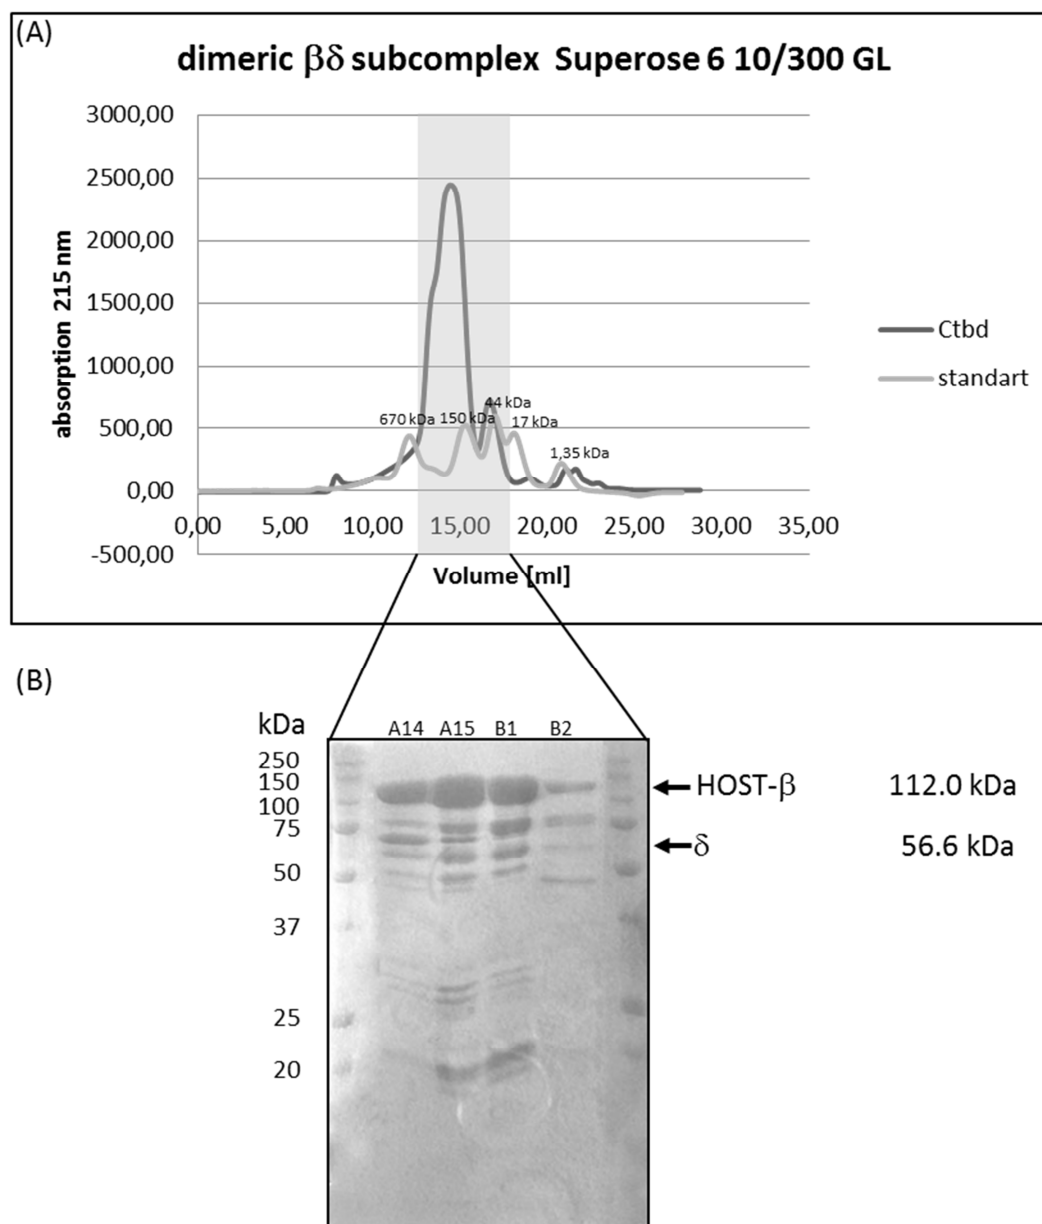 (A)
dimeric βδ subcomplex Superose 6 10/300 GL
3000,00
2500,00
2000,00
1500,00
1000,00
500,00
0,00
-500,00
absorption 215 nm
670 kDa
150 kDa
44 kDa
17 kDa
1,35 kDa
0,00 5,00 10,00 15,00 20,00 25,00 30,00 35,00
Volume [ml]
Ctbd
standart
(B)
kDa
A14 A15 B1 B2
250
150
100
75
50
37
25
20
HOST-β 112.0 kDa
δ 56.6 kDa